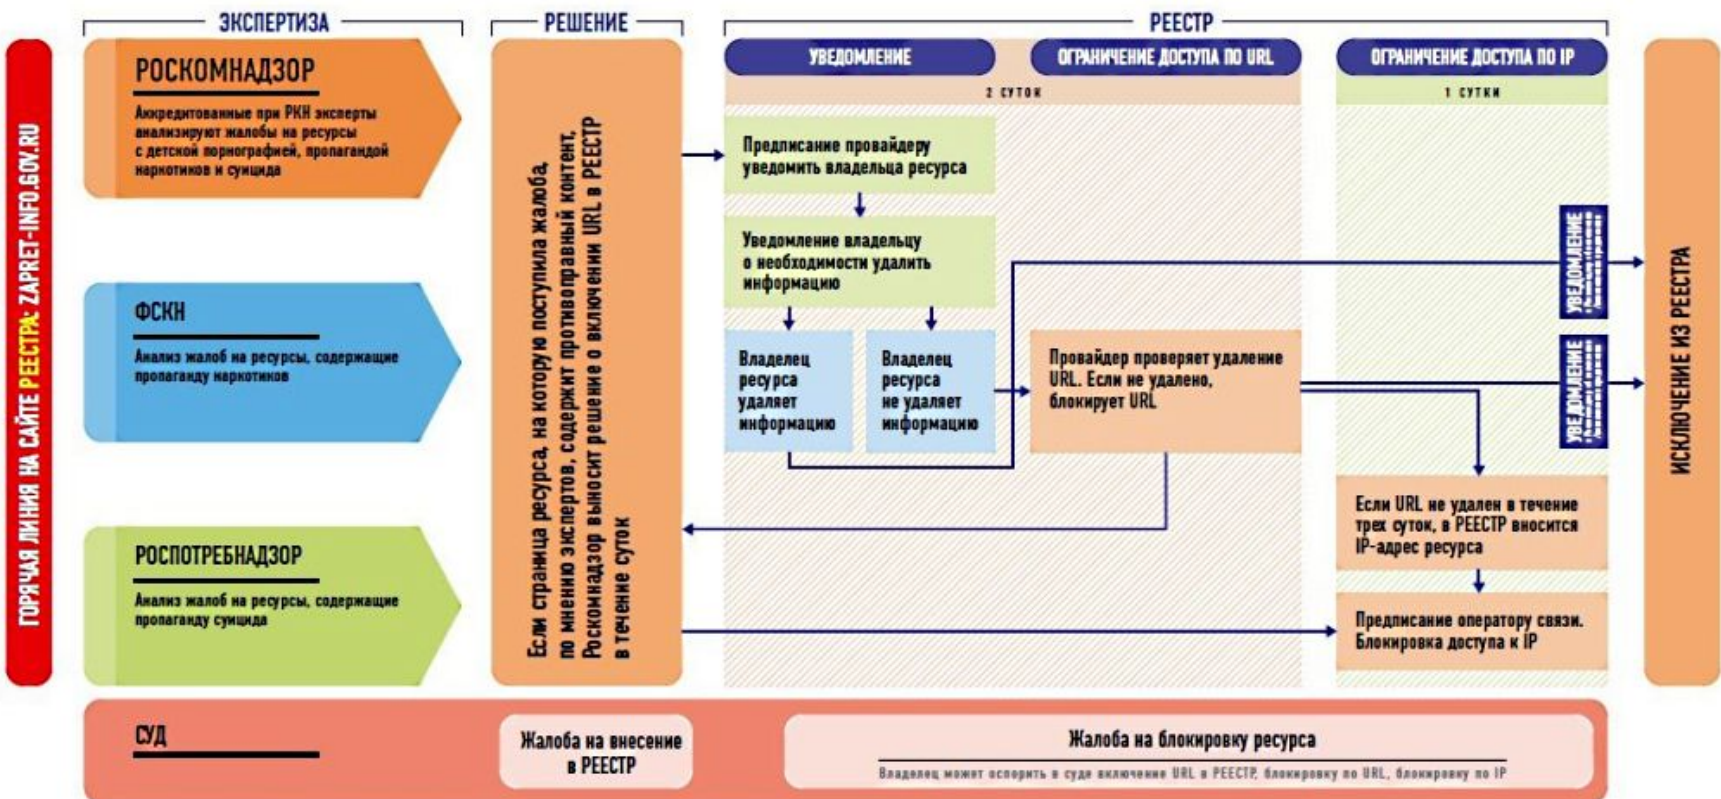 ГОРЯЧАЯ ЛИНИЯ НА САЙТЕ РЕЕСТРА: ZAPRET-INFO.GOV.RU
ЭКСПЕРТИЗА
РОСКОМНАДЗОР
Аккредитованные при РКН эксперты
анализируют жалобы на ресурсы
с детской порнографией, пропагандой
наркотиков и суицида
ФСКН
Анализ жалоб на ресурсы, содержащие
пропаганду наркотиков
РОСПОТРЕБНАДЗОР
Анализ жалоб на ресурсы, содержащие
пропаганду суицида
РЕШЕНИЕ
Если страница ресурса, на которую поступила жалоба,
по мнению экспертов, содержит противоправный контент,
Роскомнадзор выносит решение о включении URL в РЕЕСТР
в течение суток
РЕЕСТР
УВЕДОМЛЕНИЕ
ОГРАНИЧЕНИЕ ДОСТУПА ПО URL
ОГРАНИЧЕНИЕ ДОСТУПА ПО IP
2 СУТОК
1 СУТКИ
Предписание провайдеру
уведомить владельца ресурса
Уведомление владельцу
о необходимости удалить
информацию
Владелец
ресурса
удаляет
информацию
Владелец
ресурса
не удаляет
информацию
Провайдер проверяет удаление
URL. Если не удалено,
блокирует URL
УВЕДОМЛЕНИЕ
УВЕДОМЛЕНИЕ
Если URL не удален в течение
трех суток, в РЕЕСТР вносится
IP-адрес ресурса
Предписание оператору связи.
Блокировка доступа к IP
ИСКЛЮЧЕНИЕ ИЗ РЕЕСТРА
СУД
Жалоба на внесение
в РЕЕСТР
Жалоба на блокировку ресурса
Владелец может оспорить в суде включение URL в РЕЕСТР, блокировку по URL, блокировку по IP